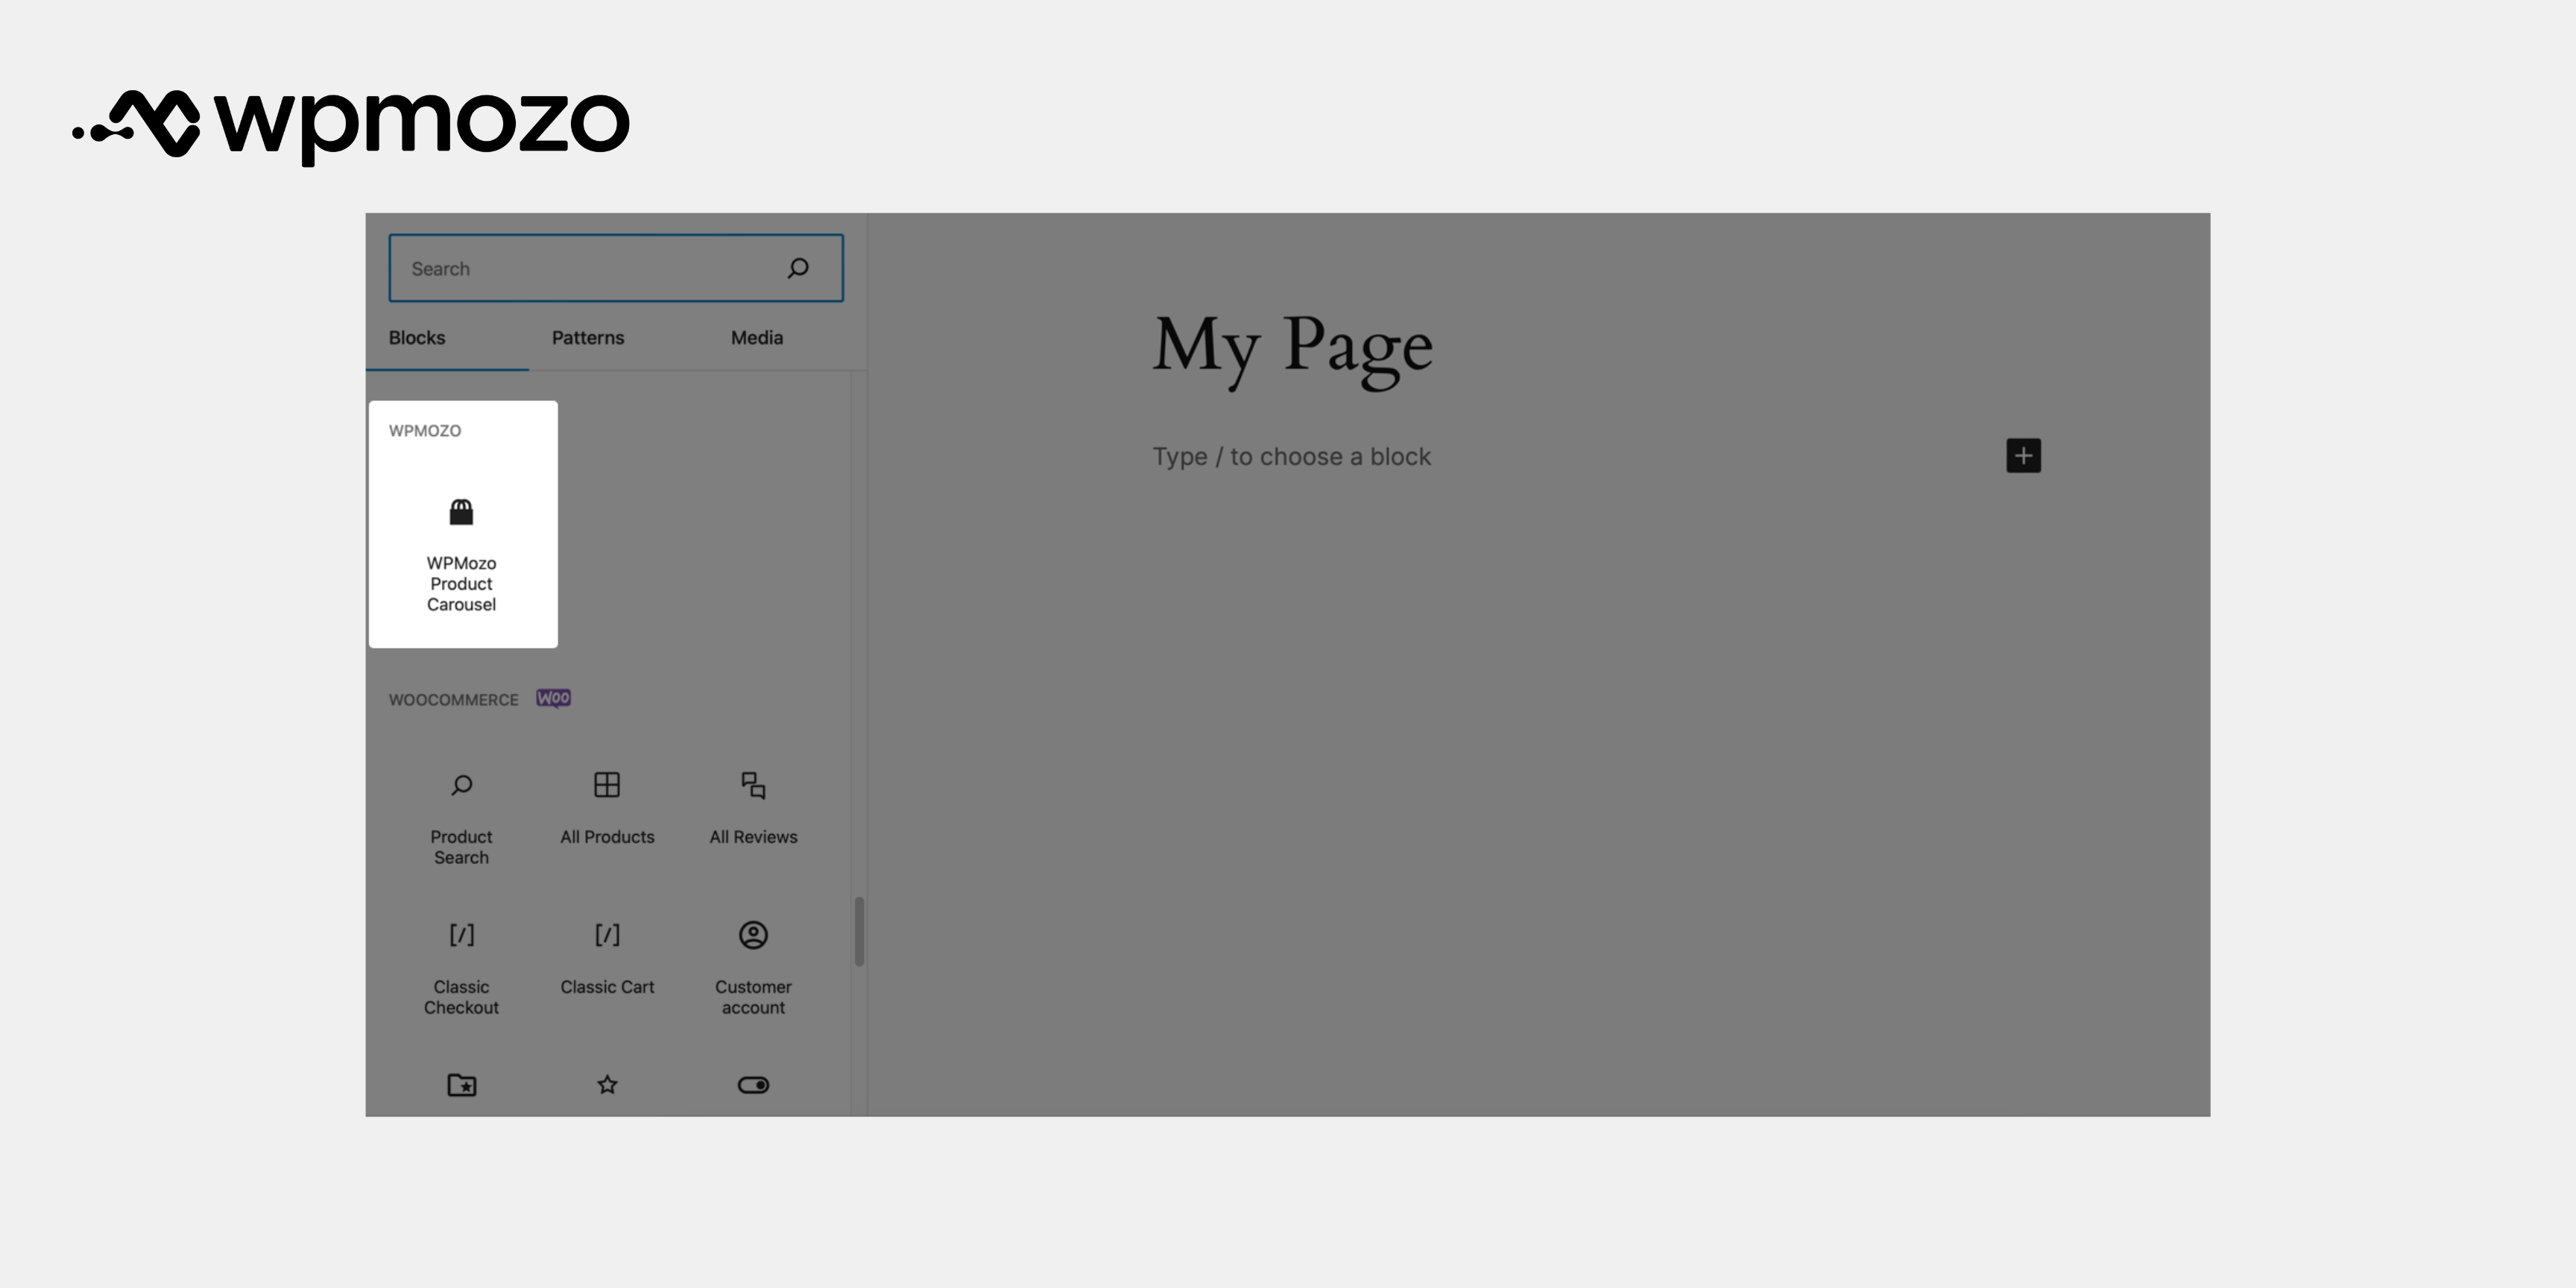 wpmozo
Search
Blocks Patterns Media
WPMOZO
WPMozo
Product
Carousel
WOOCOMMERCE Woo
Product
Search
All Products
All Reviews
Classic
Checkout
Classic Cart
Customer
account
My Page
Type / to choose a block